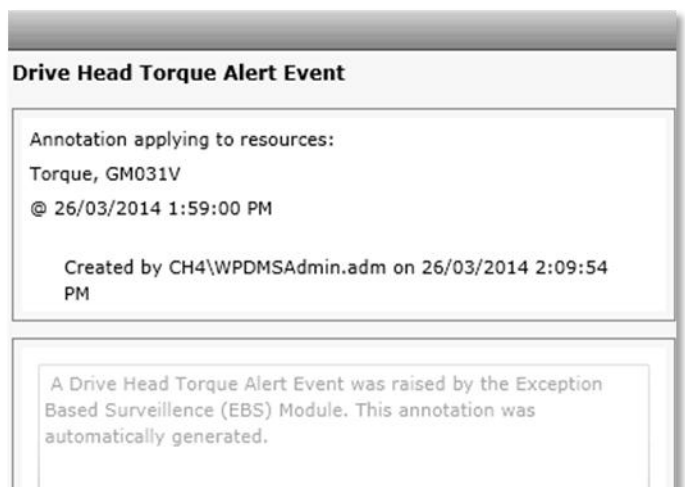 Drive Head Torque Alert Event
Annotation applying to resources:
Torque, GM031V
@ 26/03/2014 1:59:00 PM
Created by CH4\WPDMSAdmin.adm on 26/03/2014 2:09:54
PM
A Drive Head Torque Alert Event was raised by the Exception
Based Surveillence (EBS) Module. This annotation was
automatically generated.